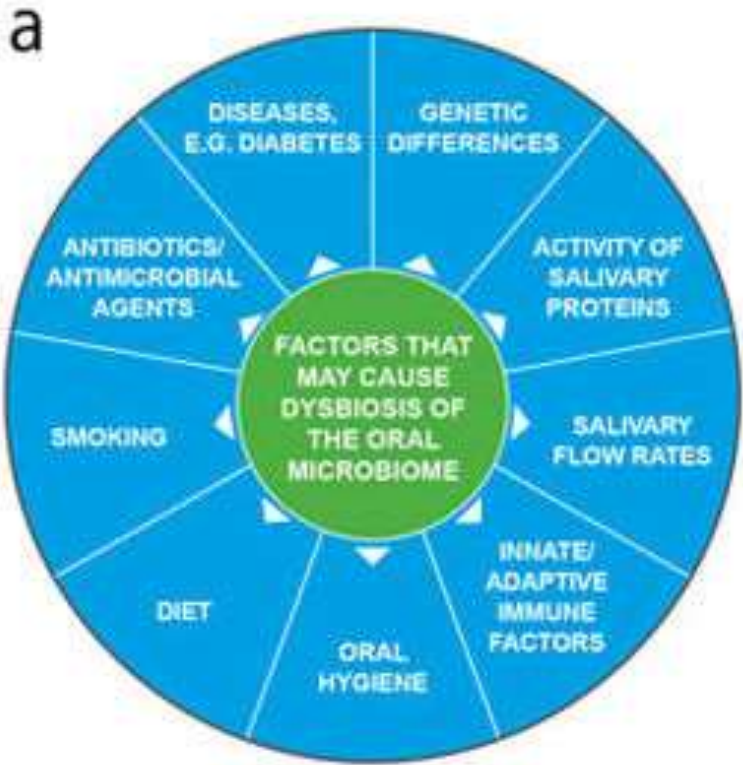 a
DISEASES,
E.G. DIABETES
GENETIC
DIFFERENCES
ACTIVITY OF
SALIVARY
PROTEINS
SALIVARY
FLOW RATES
INNATE/
ADAPTIVE
IMMUNE
FACTORS
ORAL
HYGIENE
DIET
SMOKING
ANTIBIOTICS/
ANTIMICROBIAL
AGENTS
FACTORS THAT
MAY CAUSE
DYSBIOSIS OF
THE ORAL
MICROBIOME